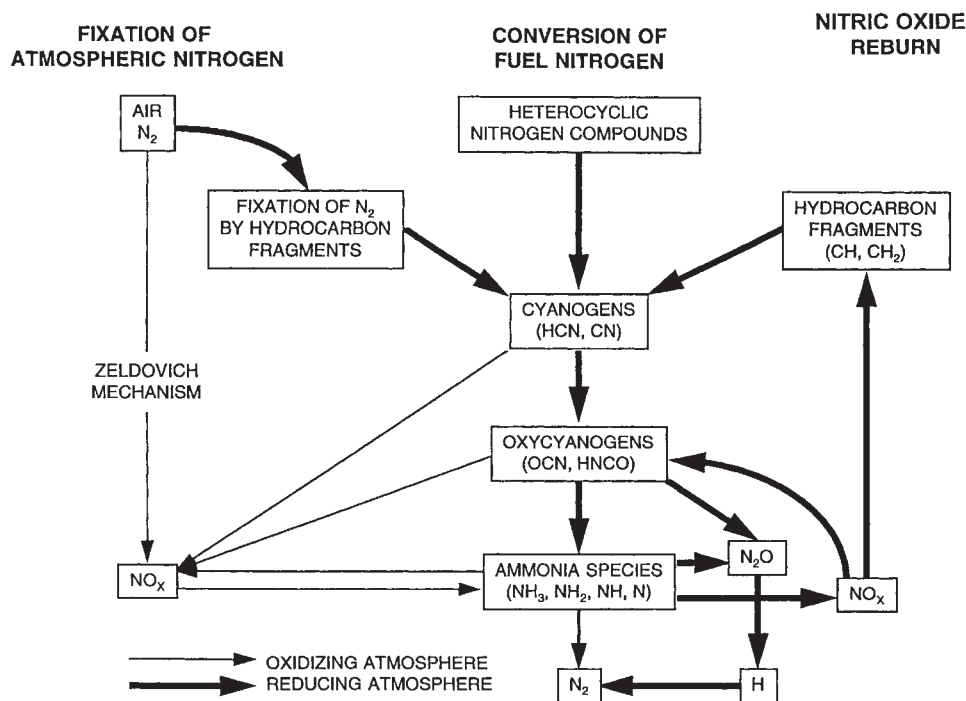 FIXATION OF
ATMOSPHERIC NITROGEN
CONVERSION OF
FUEL NITROGEN
NITRIC OXIDE
REBURN
AIR
N₂
HETEROCYCLIC
NITROGEN COMPOUNDS
FIXATION OF N₂
BY HYDROCARBON
FRAGMENTS
HYDROCARBON
FRAGMENTS
(CH, CH₂)
CYANOGENS
(HCN, CN)
ZELDOVICH
MECHANISM
OXYCYANOGENS
(OCN, HNCO)
NOₓ
AMMONIA SPECIES
(NH₃, NH₂, NH, N)
N₂O
NOₓ
OXIDIZING ATMOSPHERE
REDUCING ATMOSPHERE
N₂
H